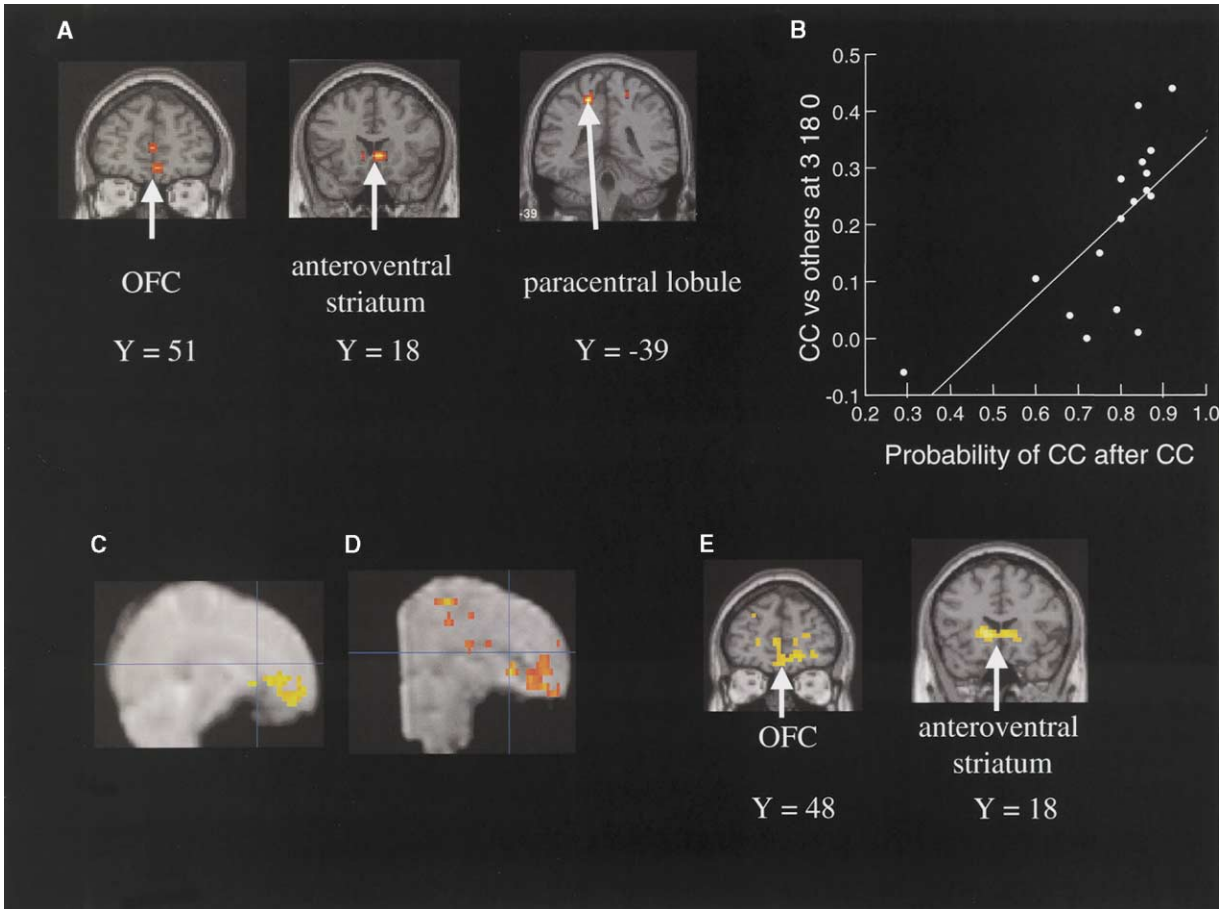 A
OFC
Y = 51
anteroventral
striatum
Y = 18
-39
paracentral lobule
Y = -39
B
CC vs others at 3 18 0
0.5
0.4
0.3
0.2
0.1
0.0
-0.1
0.2 0.3 0.4 0.5 0.6 0.7 0.8 0.9 1.0
Probability of CC after CC
C
D
E
OFC
Y = 48
anteroventral
striatum
Y = 18